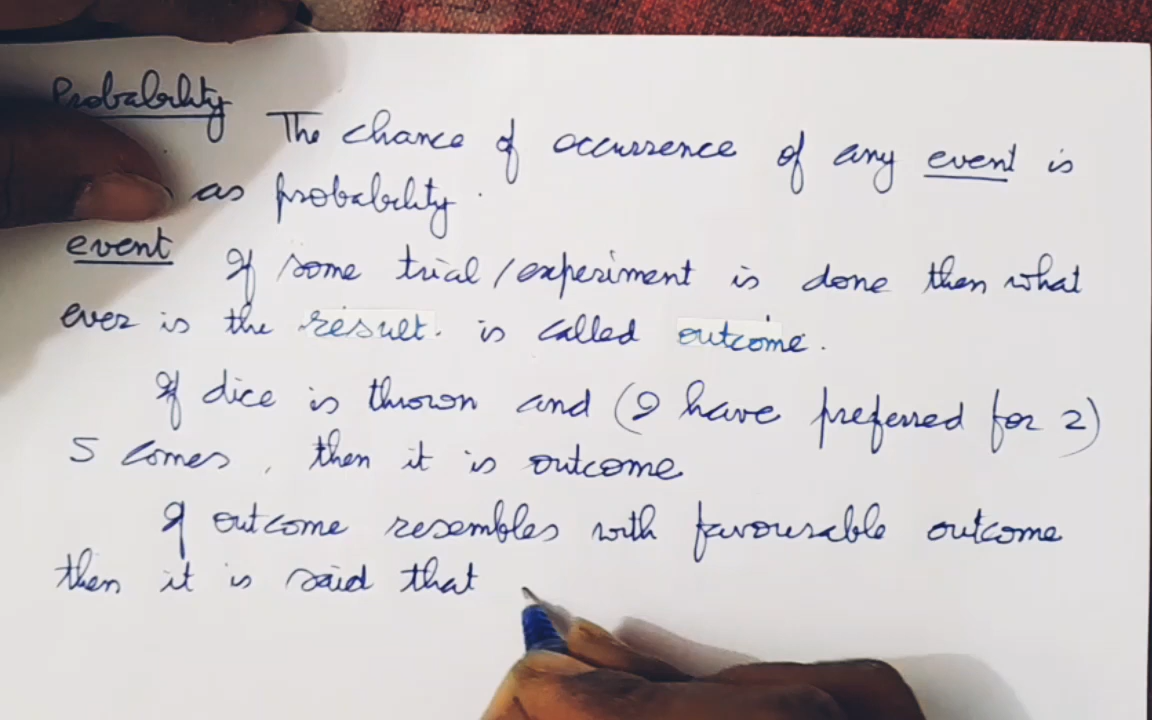 Probability
The chance of occurrence of any event is
as probability.
event If some trial/experiment is done then what
ever is the result. is called outcome.
If dice is thrown and (I have preferred for 2)
5 comes, then it is outcome
If outcome resembles with favourable outcome
then it is said that